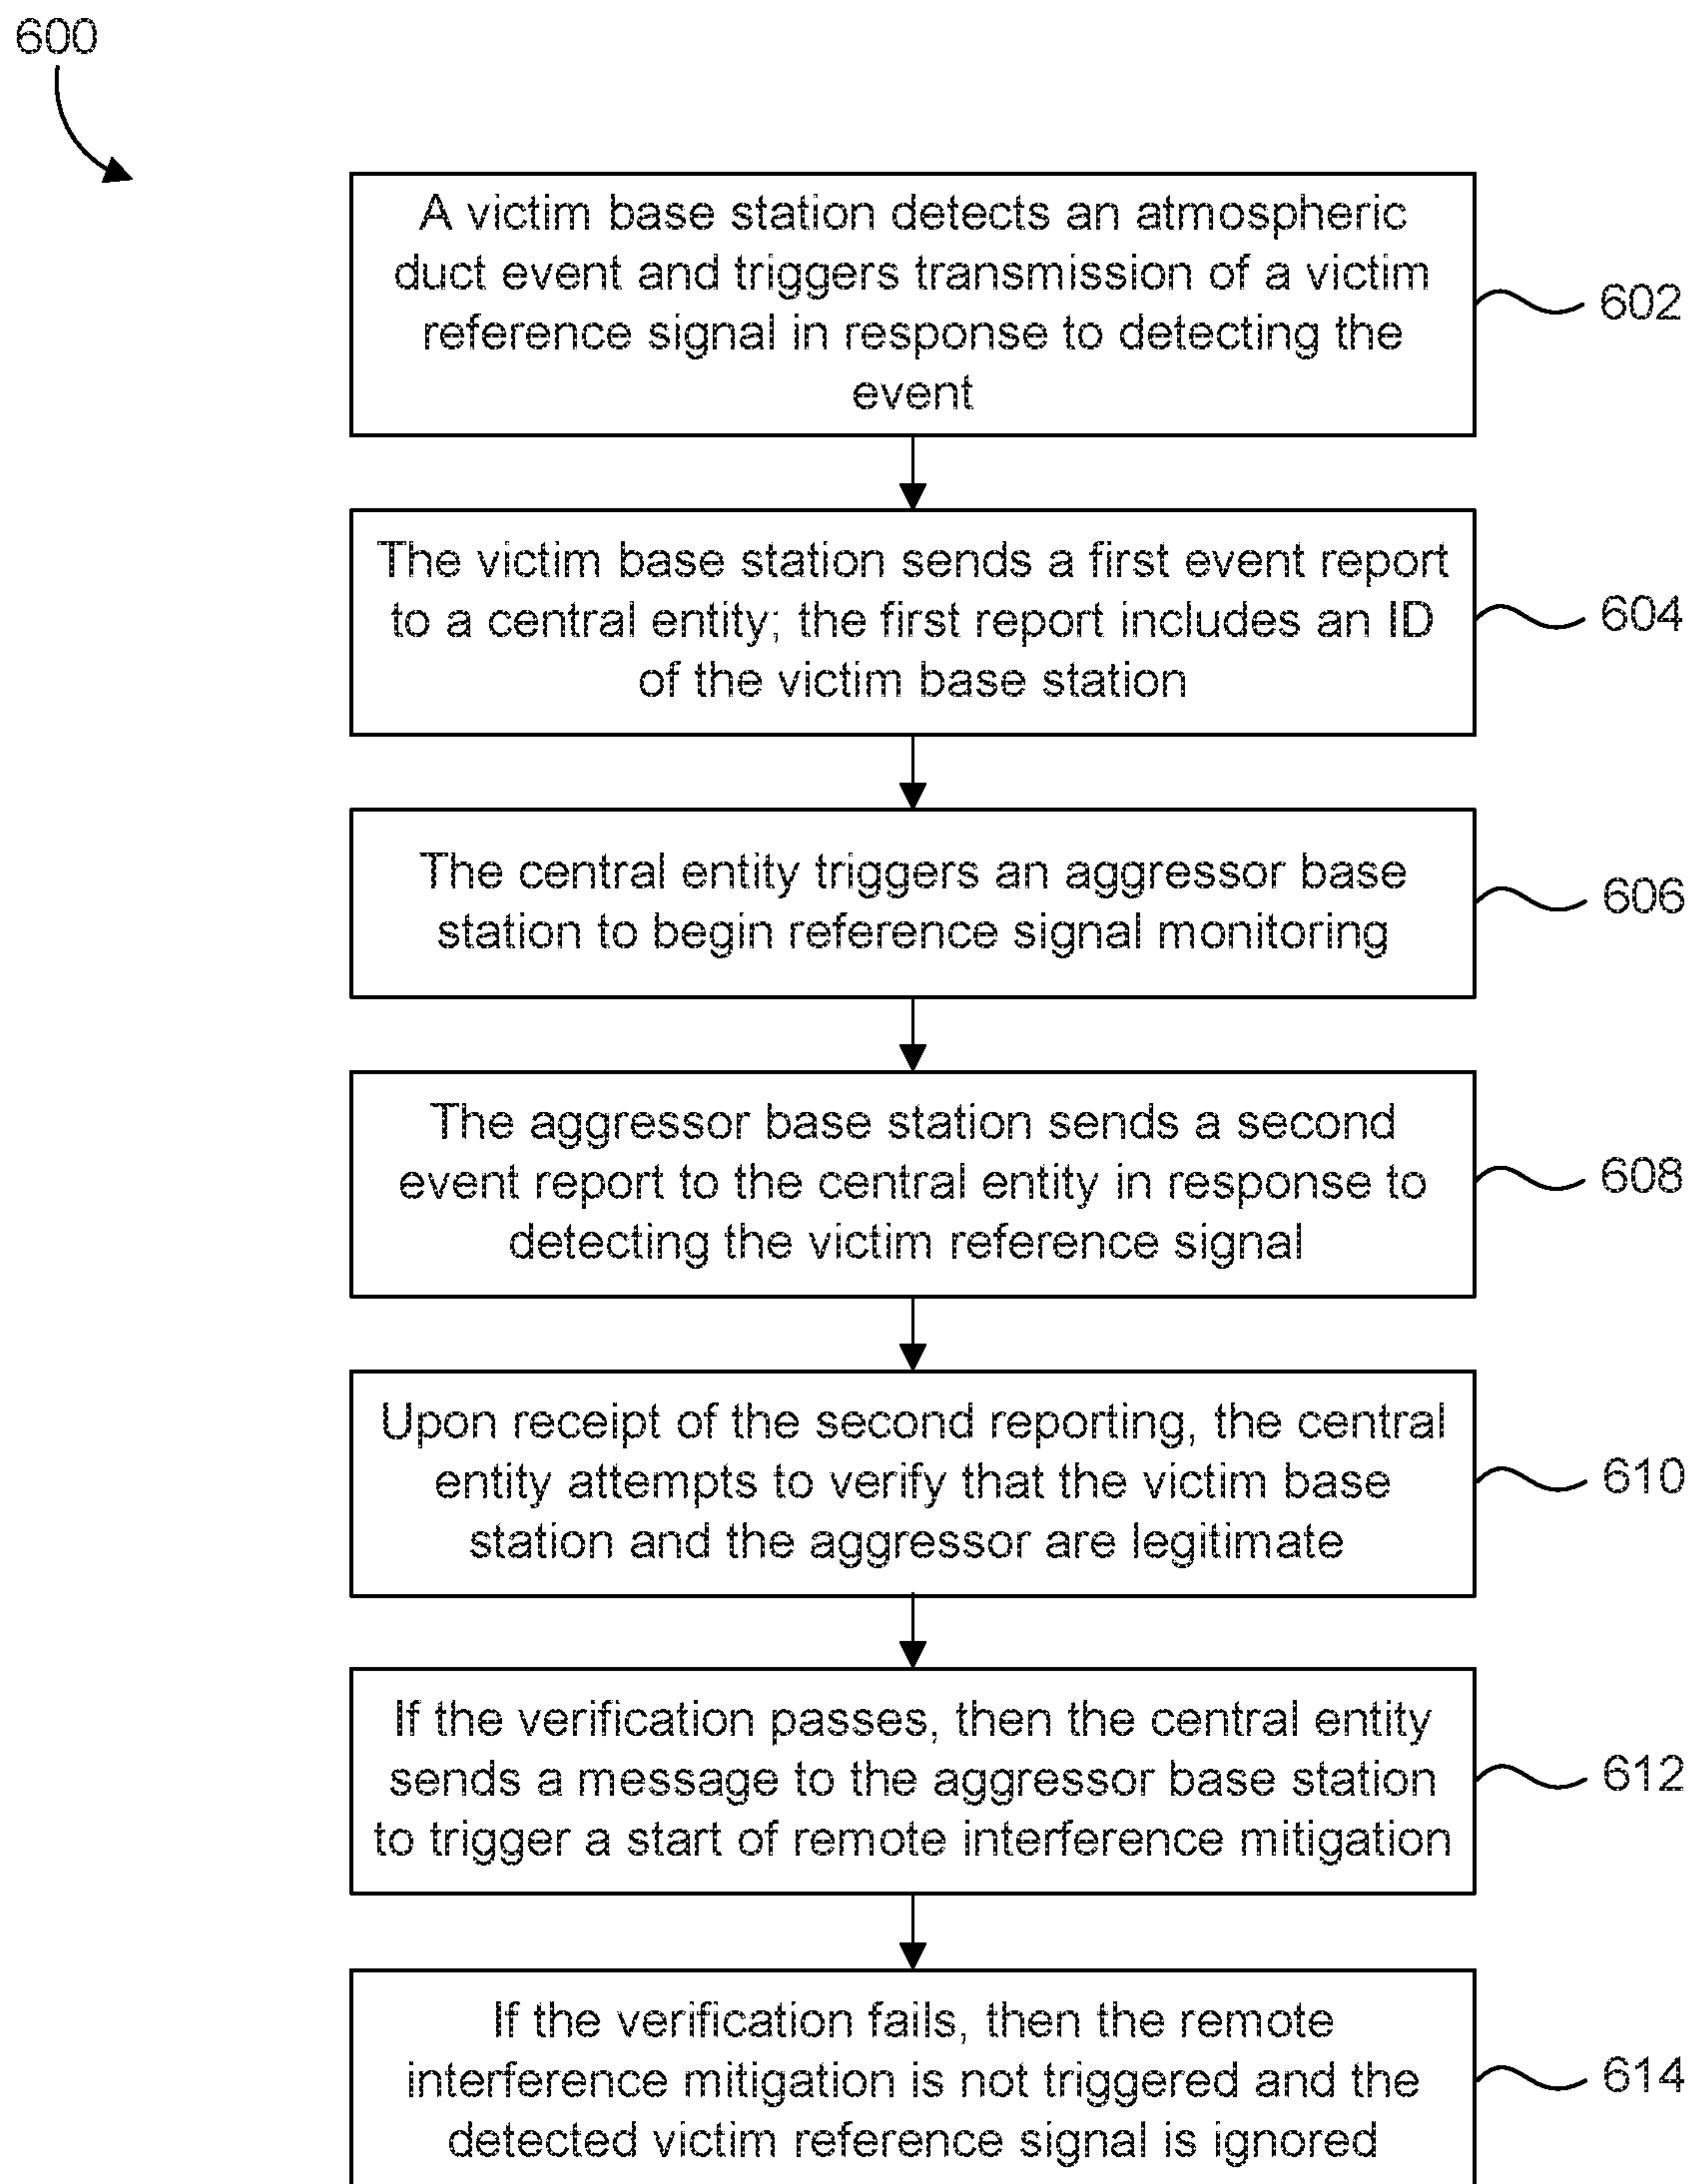 600
A victim base station detects an atmospheric
duct event and triggers transmission of a victim
reference signal in response to detecting the
event
602
The victim base station sends a first event report
to a central entity; the first report includes an ID
of the victim base station
604
The central entity triggers an aggressor base
station to begin reference signal monitoring
606
The aggressor base station sends a second
event report to the central entity in response to
detecting the victim reference signal
608
Upon receipt of the second reporting, the central
entity attempts to verify that the victim base
station and the aggressor are legitimate
610
If the verification passes, then the central entity
sends a message to the aggressor base station
to trigger a start of remote interference mitigation
612
If the verification fails, then the remote
interference mitigation is not triggered and the
detected victim reference signal is ignored
614